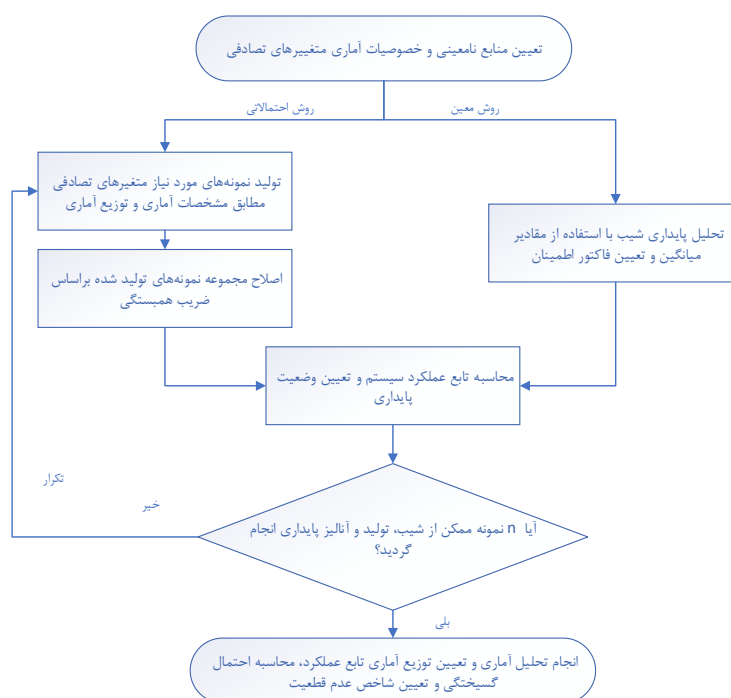 تعیین منابع نامعینی و خصوصیات آماری متغییرهای تصادفی
روش معین
روش احتمالاتی
تولید نمونه‌های مورد نیاز متغیرهای تصادفی
مطابق مشخصات آماری و توزیع آماری
تحلیل پایداری شیب با استفاده از مقادیر
میانگین و تعیین فاکتور اطمینان
اصلاح مجموعه نمونه‌های تولید شده براساس
ضریب همبستگی
محاسبه تابع عملکرد سیستم و تعیین وضعیت
پایداری
تکرار
خیر
آیا n نمونه ممکن از شیب، تولید و آنالیز پایداری انجام
گردید؟
بلی
انجام تحلیل آماری و تعیین توزیع آماری تابع عملکرد، محاسبه احتمال
گسیختگی و تعیین شاخص عدم قطعیت